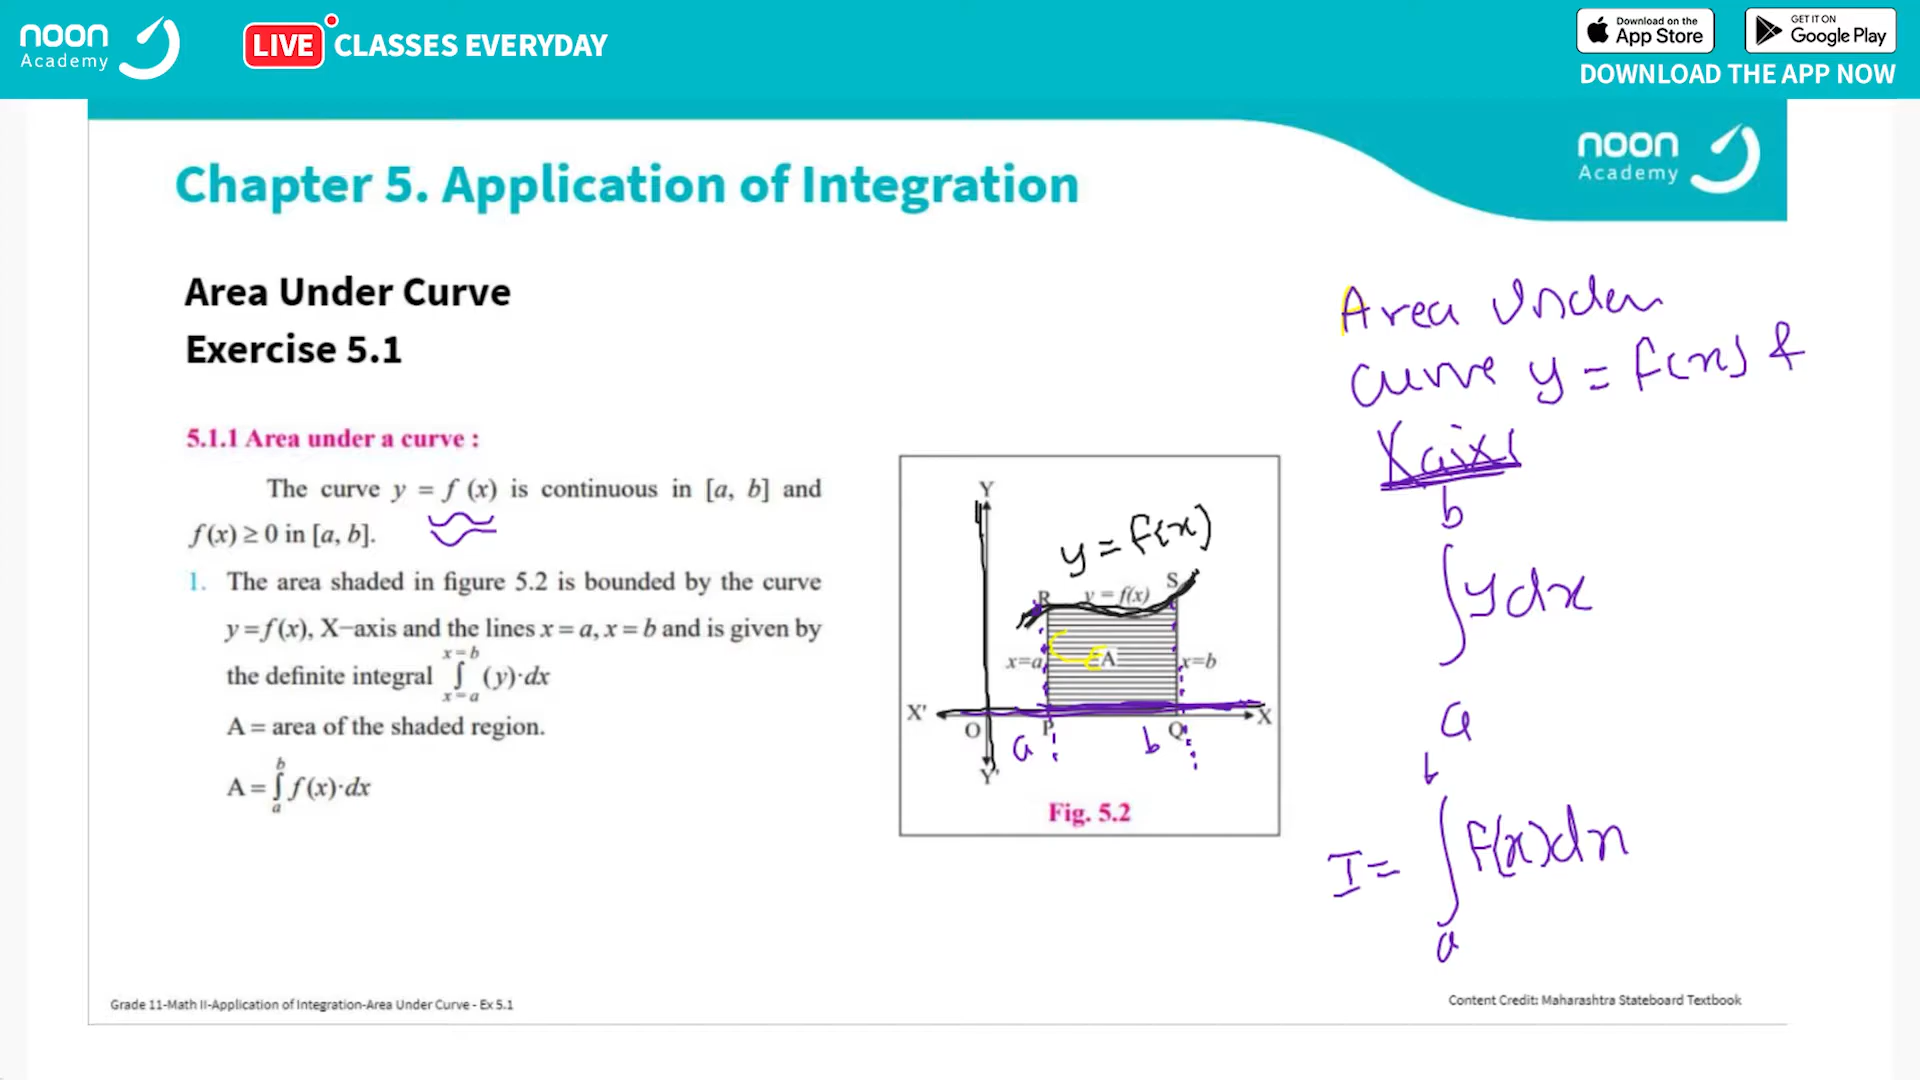 noon
Academy
LIVE CLASSES EVERYDAY
Download on the
App Store
GET IT ON
Google Play
DOWNLOAD THE APP NOW
noon
Academy
Chapter 5. Application of Integration
Area Under Curve
Exercise 5.1
5.1.1 Area under a curve :
The curve y = f (x) is continuous in [a, b] and
f (x) ≥ 0 in [a, b].
1. The area shaded in figure 5.2 is bounded by the curve
y = f (x), X–axis and the lines x = a, x = b and is given by
x = b
the definite integral ∫ (y)·dx
x = a
A = area of the shaded region.
b
A = ∫ f (x)·dx
a
Y
y = f(x)
R y = f(x) S
x=a A x=b
X' O P Q X
a b
Y'
Fig. 5.2
Area Under
curve y = f(x) &
X aixs
b
∫ y dx
a
b
I = ∫ f(x) dx
a
Grade 11-Math II-Application of Integration-Area Under Curve - Ex 5.1
Content Credit: Maharashtra Stateboard Textbook